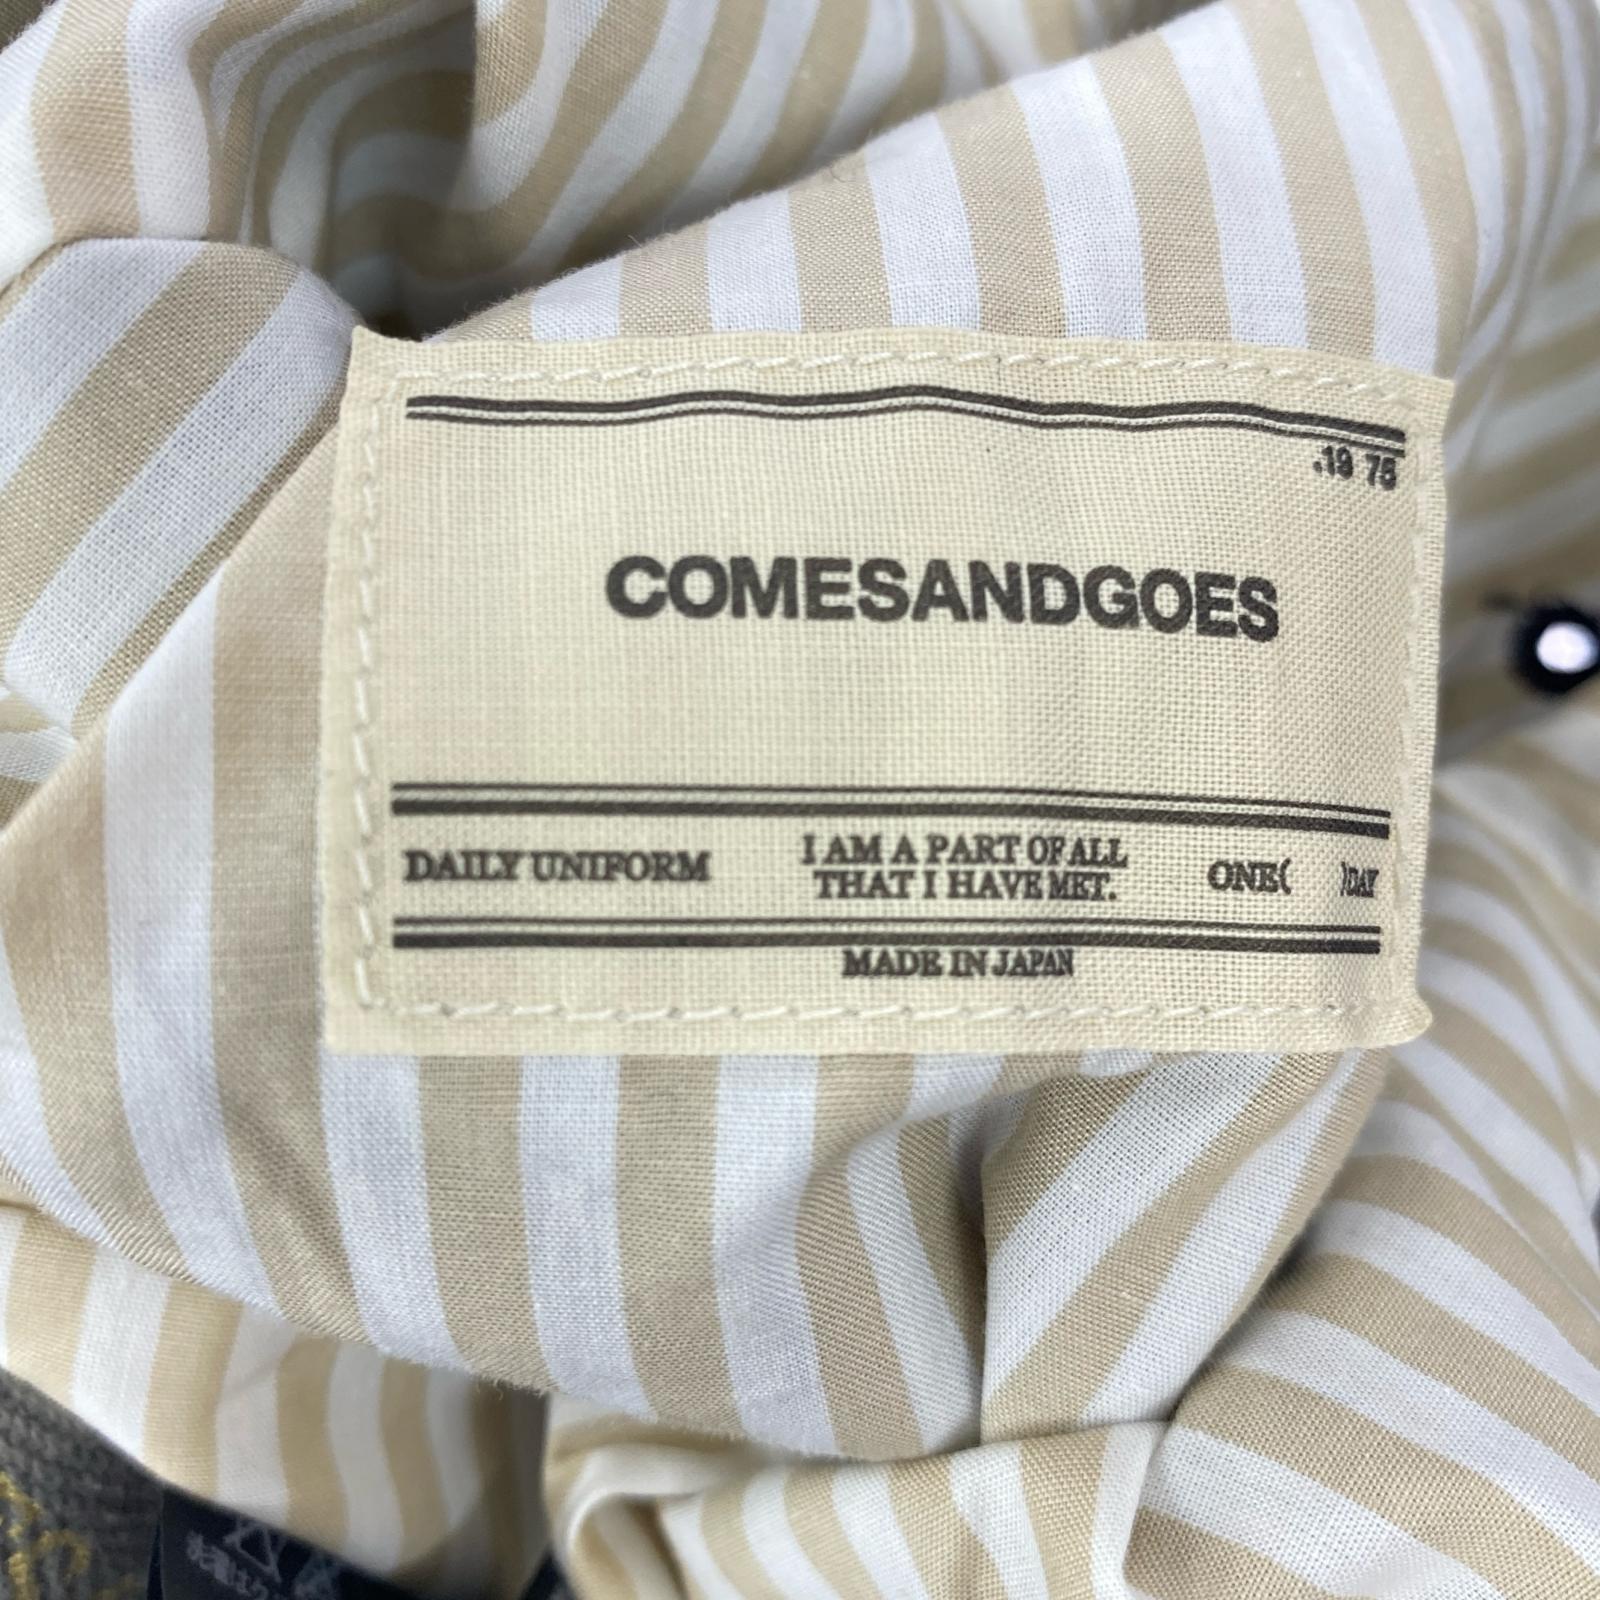 .19 75
COMESANDGOES
DAILY UNIFORM
I AM A PART OF ALL
THAT I HAVE MET.
ONE( )DAY
MADE IN JAPAN